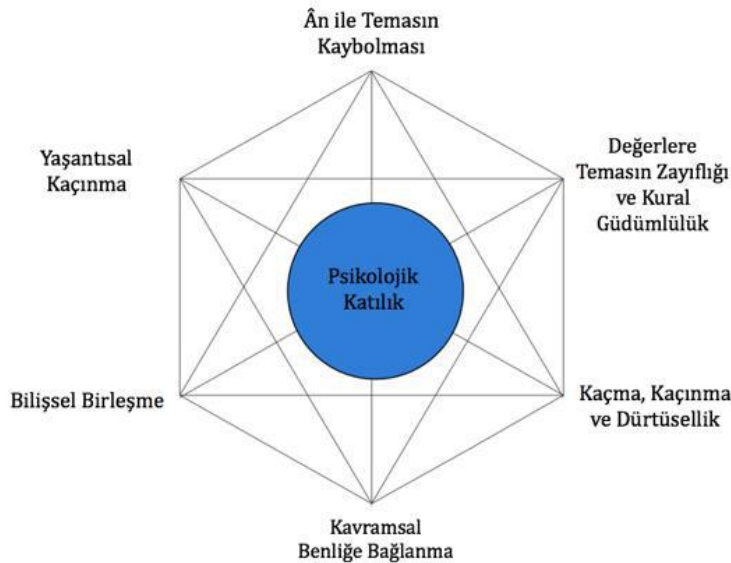 Ân ile Temasın
Kaybolması
Yaşantısal
Kaçınma
Değerlere
Temasın Zayıflığı
ve Kural
Güdümlülük
Psikolojik
Katılık
Bilişsel Birleşme
Kaçma, Kaçınma
ve Dürtüsellik
Kavramsal
Benliğe Bağlanma